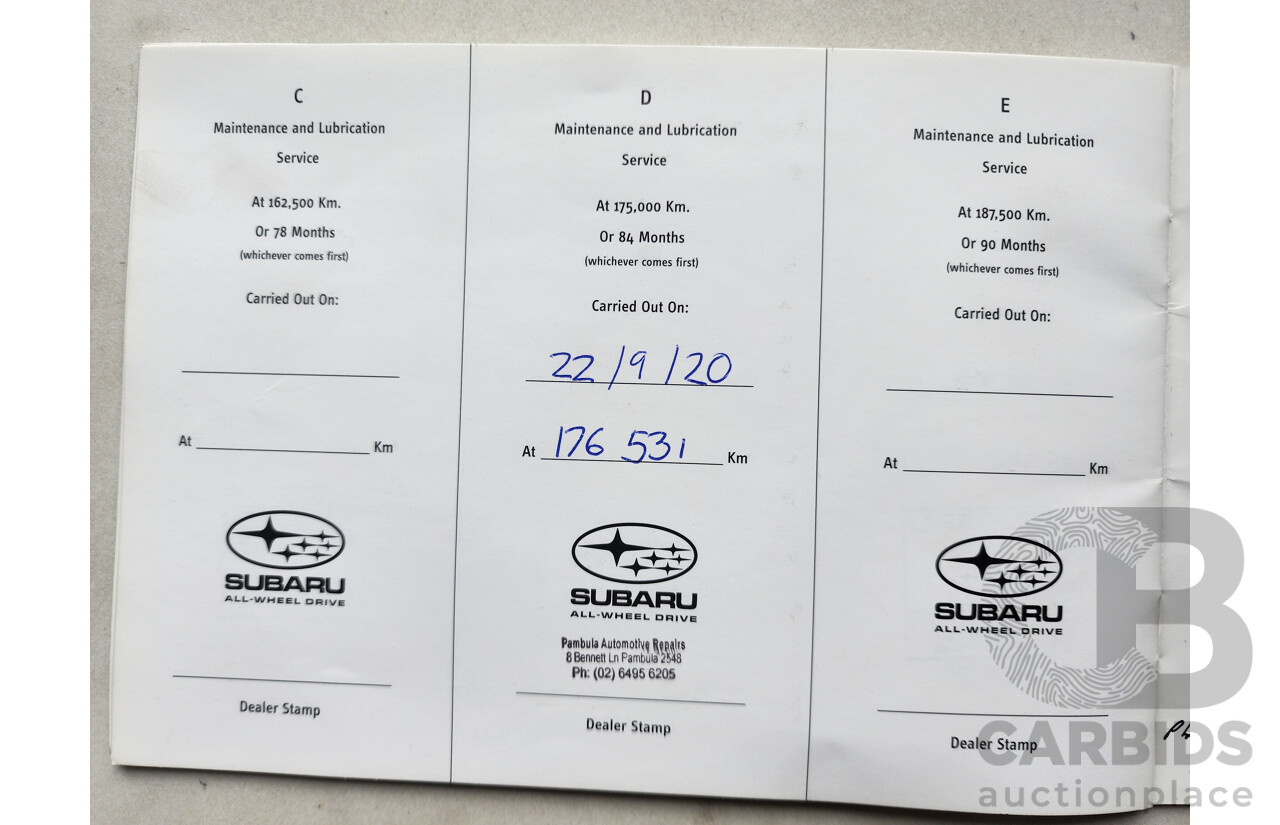 C
Maintenance and Lubrication
Service
At 162,500 Km.
Or 78 Months
(whichever comes first)
Carried Out On:
At Km
SUBARU
ALL-WHEEL DRIVE
Dealer Stamp
D
Maintenance and Lubrication
Service
At 175,000 Km.
Or 84 Months
(whichever comes first)
Carried Out On:
22/9/20
At 176 531 Km
SUBARU
ALL-WHEEL DRIVE
Pambula Automotive Repairs
8 Bennett Ln Pambula 2548
Ph: (02) 6495 6205
Dealer Stamp
E
Maintenance and Lubrication
Service
At 187,500 Km.
Or 90 Months
(whichever comes first)
Carried Out On:
At Km
SUBARU
ALL-WHEEL DRIVE
Dealer Stamp
CB
CARBIDS
auctionplace